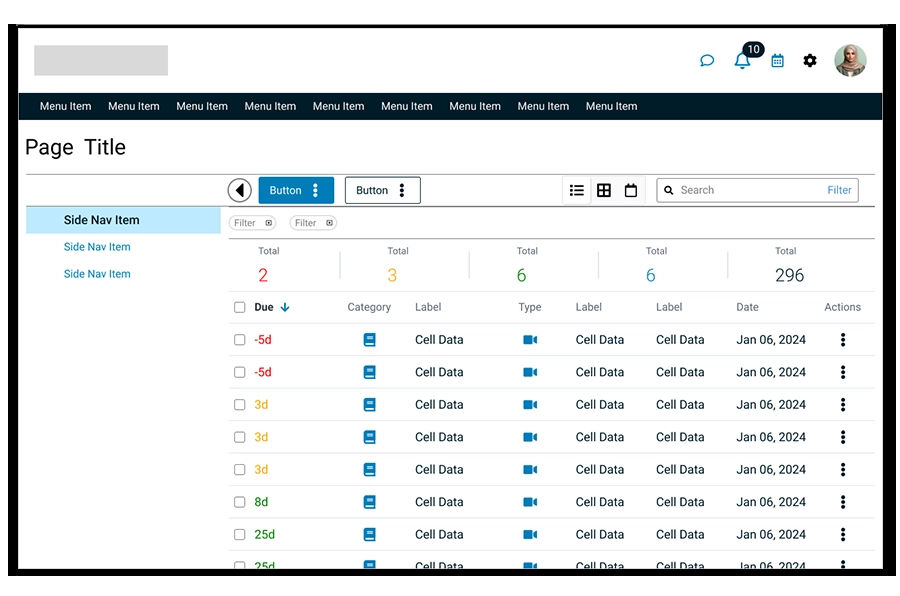 10
Menu Item Menu Item Menu Item Menu Item Menu Item Menu Item Menu Item Menu Item Menu Item
Page Title
Button Button Search Filter
Side Nav Item
Side Nav Item
Side Nav Item
Filter Filter
Total Total Total Total Total
2 3 6 6 296
Due Category Label Type Label Label Date Actions
-5d Cell Data Cell Data Cell Data Jan 06, 2024
-5d Cell Data Cell Data Cell Data Jan 06, 2024
3d Cell Data Cell Data Cell Data Jan 06, 2024
3d Cell Data Cell Data Cell Data Jan 06, 2024
3d Cell Data Cell Data Cell Data Jan 06, 2024
8d Cell Data Cell Data Cell Data Jan 06, 2024
25d Cell Data Cell Data Cell Data Jan 06, 2024
25d Cell Data Cell Data Cell Data Jan 06, 2024